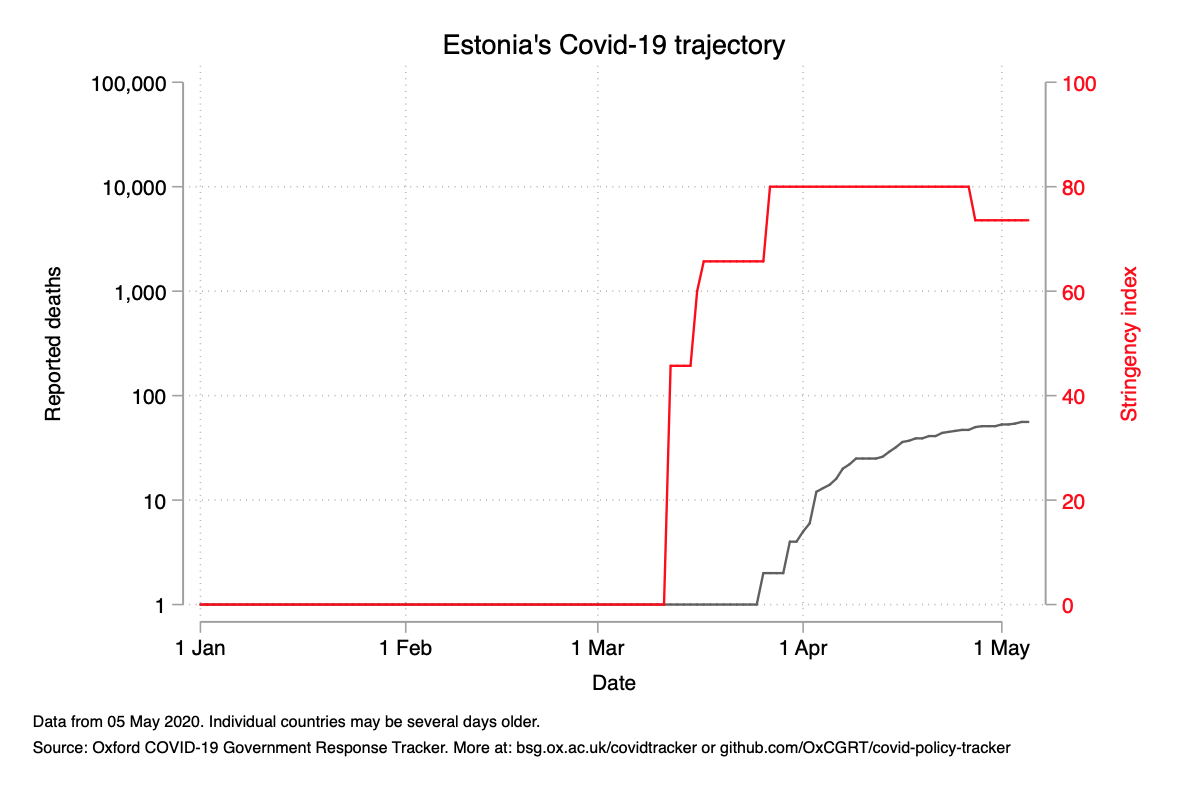 Estonia's Covid-19 trajectory
100,000
10,000
1,000
100
10
1
Reported deaths
100
80
60
40
20
0
Stringency index
1 Jan
1 Feb
1 Mar
1 Apr
1 May
Date
Data from 05 May 2020. Individual countries may be several days older.
Source: Oxford COVID-19 Government Response Tracker. More at: bsg.ox.ac.uk/covidtracker or github.com/OxCGRT/covid-policy-tracker